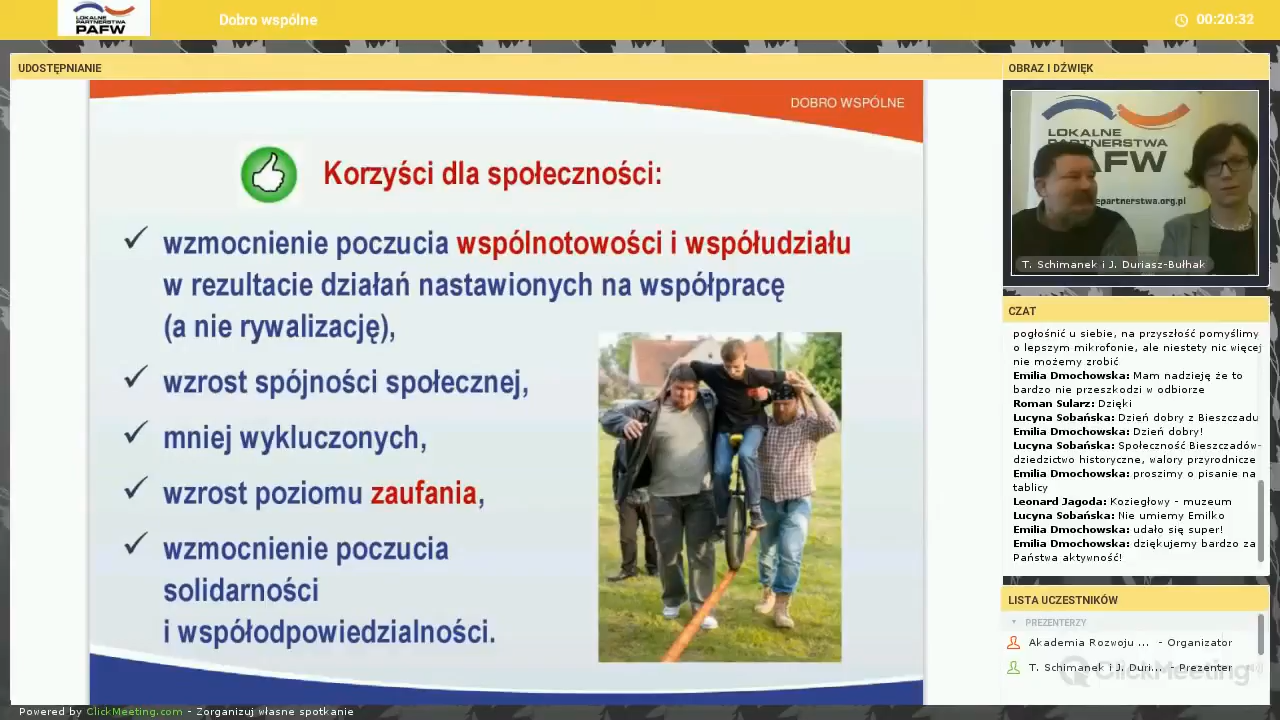 LOKALNE
PARTNERSTWA
PAFW
Dobro wspólne
00:20:32
UDOSTĘPNIANIE
DOBRO WSPÓLNE
Korzyści dla społeczności:
wzmocnienie poczucia wspólnotowości i współudziału
w rezultacie działań nastawionych na współpracę
(a nie rywalizację),
wzrost spójności społecznej,
mniej wykluczonych,
wzrost poziomu zaufania,
wzmocnienie poczucia
solidarności
i współodpowiedzialności.
OBRAZ I DŹWIĘK
LOKALNE
PARTNERSTWA
PAFW
epartnerstwa.org.pl
T. Schimanek i J. Duriasz-Bułhak
CZAT
pogłośnić u siebie, na przyszłość pomyślimy
o lepszym mikrofonie, ale niestety nic więcej
nie możemy zrobić
Emilia Dmochowska: Mam nadzieję że to
bardzo nie przeszkodzi w odbiorze
Roman Sularz: Dzięki
Lucyna Sobańska: Dzień dobry z Bieszczadu
Emilia Dmochowska: Dzień dobry!
Lucyna Sobańska: Społeczność Bieszczadów-
dziedzictwo historyczne, walory przyrodnicze
Emilia Dmochowska: proszimy o pisanie na
tablicy
Leonard Jagoda: Koziegłowy - muzeum
Lucyna Sobańska: Nie umiemy Emilko
Emilia Dmochowska: udało się super!
Emilia Dmochowska: dziękujemy bardzo za
Państwa aktywność!
LISTA UCZESTNIKÓW
PREZENTERZY
Akademia Rozwoju ... - Organizator
T. Schimanek i J. Duri... - Prezenter
ClickMeeting
Powered by ClickMeeting.com - Zorganizuj własne spotkanie